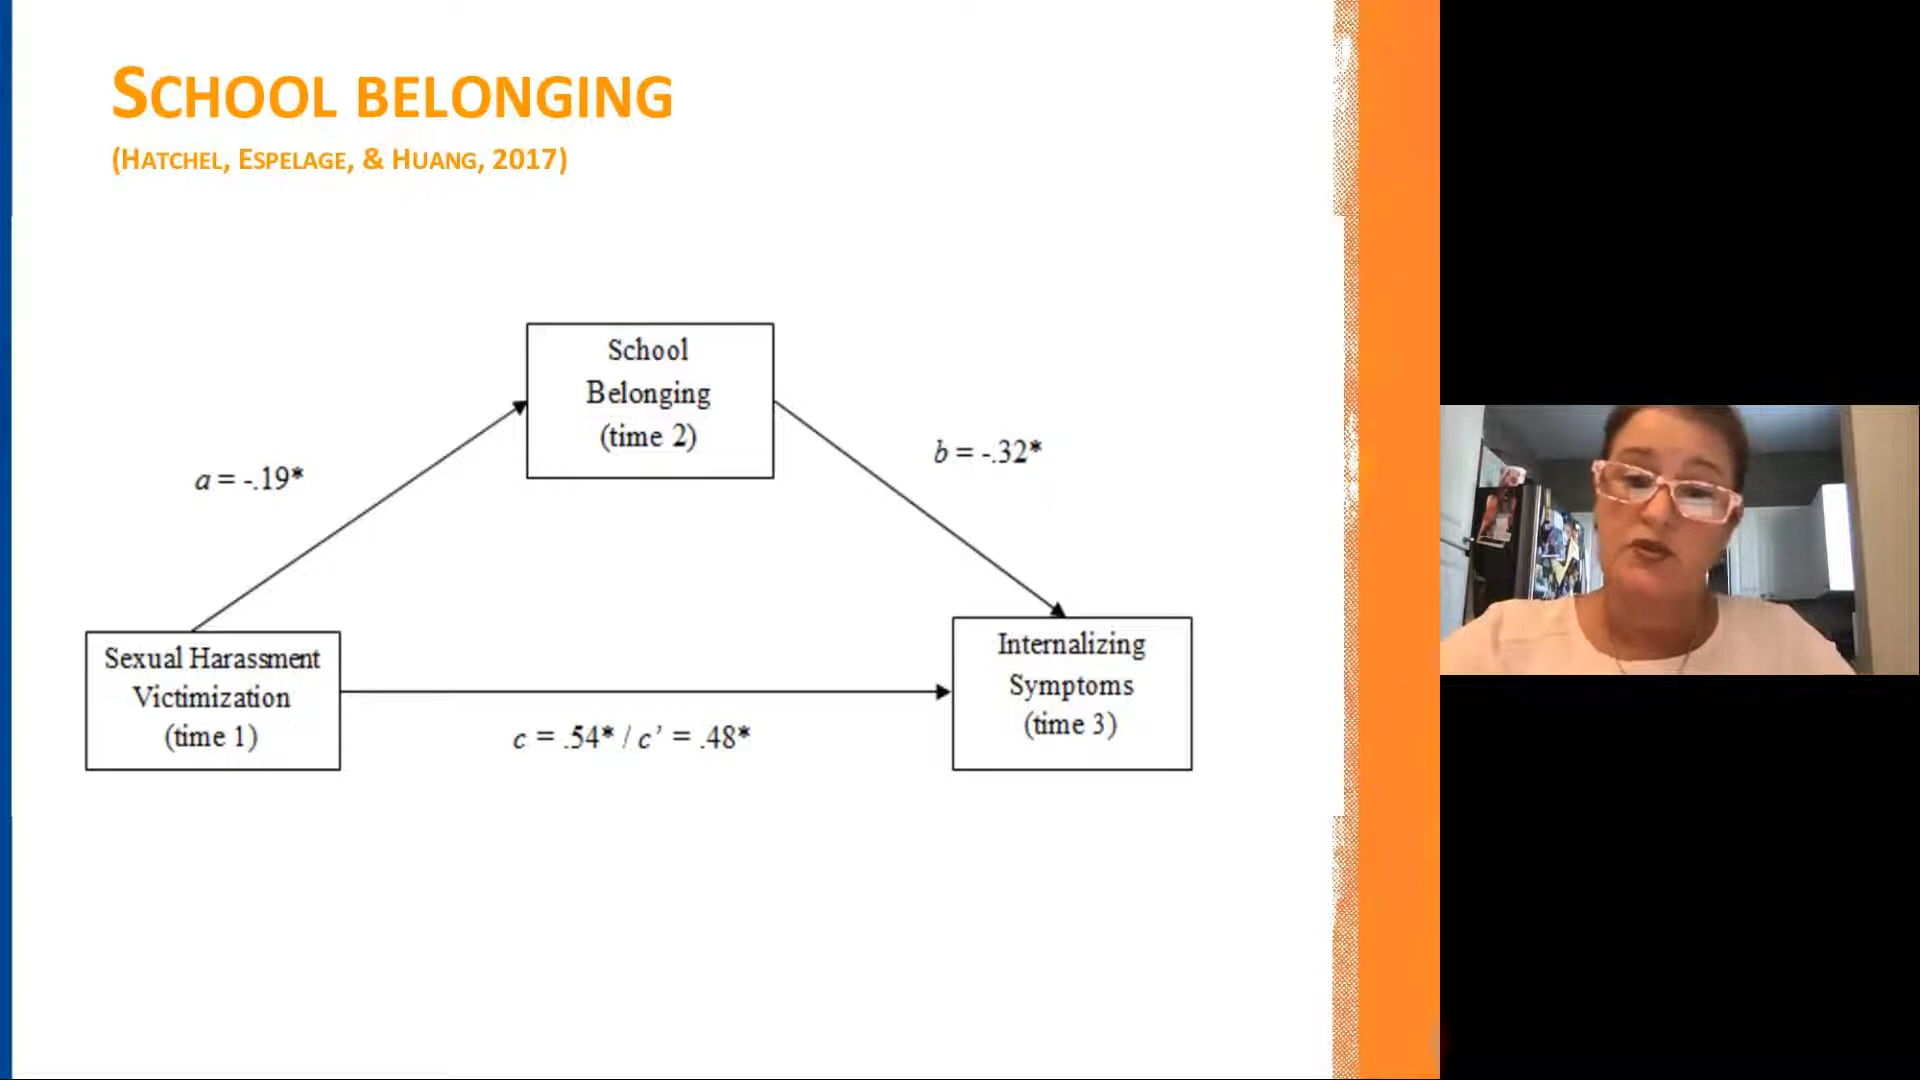 SCHOOL BELONGING
(HATCHEL, ESPELAGE, & HUANG, 2017)
School
Belonging
(time 2)
a = -.19*
b = -.32*
Sexual Harassment
Victimization
(time 1)
Internalizing
Symptoms
(time 3)
c = .54* / c’ = .48*